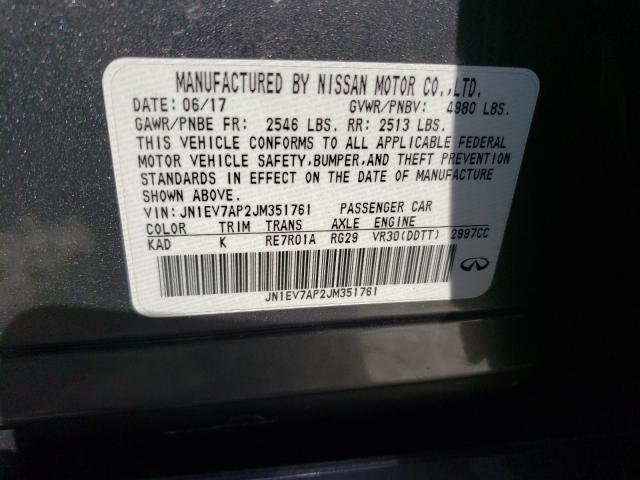 MANUFACTURED BY NISSAN MOTOR CO.,LTD.
DATE: 06/17 GVWR/PNBV: 4980 LBS.
GAWR/PNBE FR: 2546 LBS. RR: 2513 LBS.
THIS VEHICLE CONFORMS TO ALL APPLICABLE FEDERAL
MOTOR VEHICLE SAFETY,BUMPER,AND THEFT PREVENTION
STANDARDS IN EFFECT ON THE DATE OF MANUFACTURE
SHOWN ABOVE.
VIN: JN1EV7AP2JM351761 PASSENGER CAR
COLOR TRIM TRANS AXLE ENGINE
KAD K RE7R01A RG29 VR30(DDTT) 2997CC
JN1EV7AP2JM351761